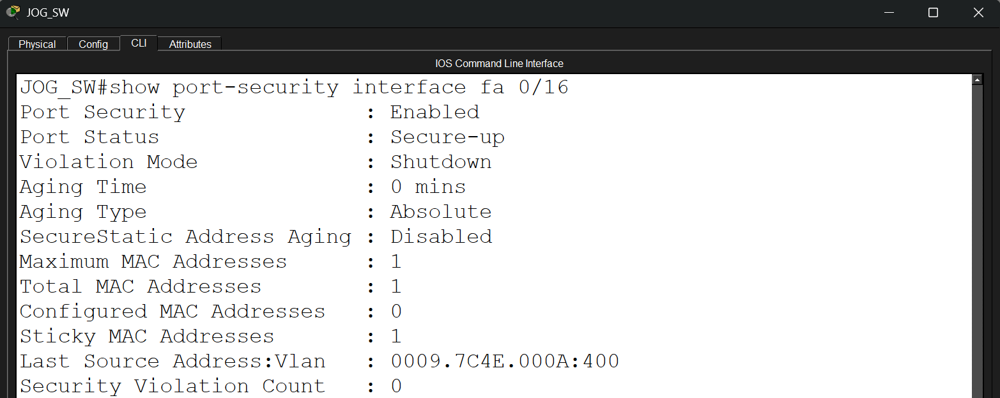 JOG_SW
Physical Config CLI Attributes
IOS Command Line Interface
JOG_SW#show port-security interface fa 0/16
Port Security : Enabled
Port Status : Secure-up
Violation Mode : Shutdown
Aging Time : 0 mins
Aging Type : Absolute
SecureStatic Address Aging : Disabled
Maximum MAC Addresses : 1
Total MAC Addresses : 1
Configured MAC Addresses : 0
Sticky MAC Addresses : 1
Last Source Address:Vlan : 0009.7C4E.000A:400
Security Violation Count : 0